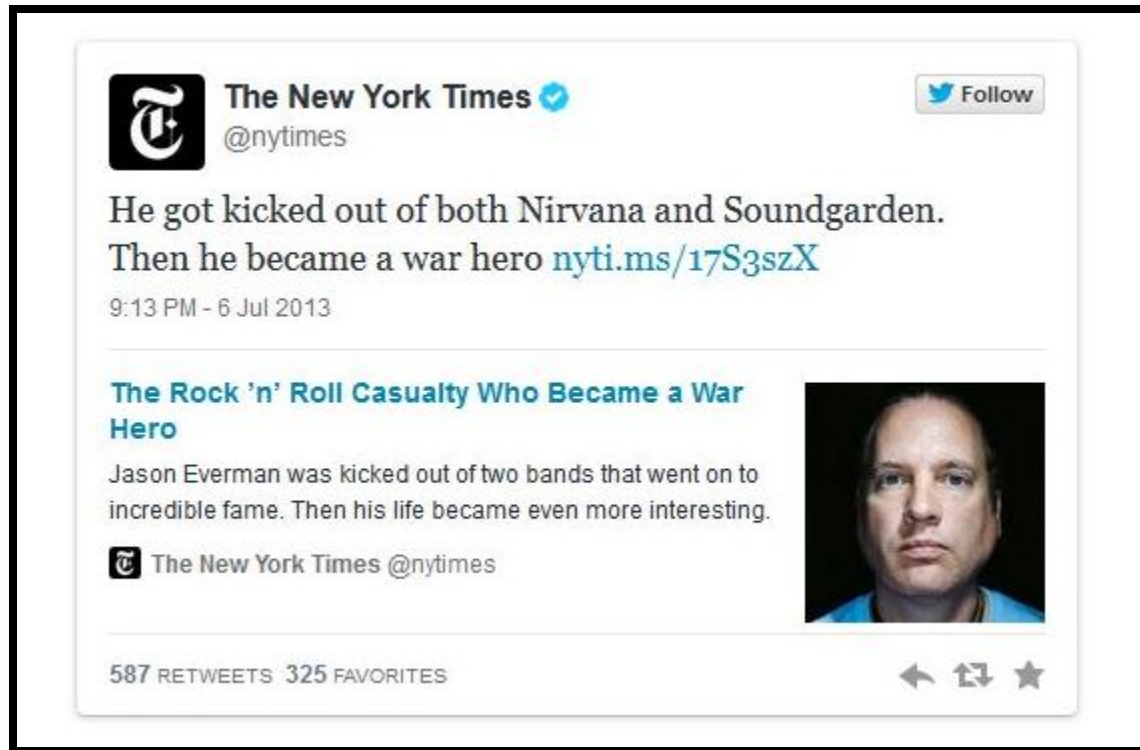 The New York Times
Follow
@nytimes
He got kicked out of both Nirvana and Soundgarden.
Then he became a war hero nyti.ms/17S3szX
9:13 PM - 6 Jul 2013
The Rock ’n’ Roll Casualty Who Became a War
Hero
Jason Everman was kicked out of two bands that went on to
incredible fame. Then his life became even more interesting.
The New York Times @nytimes
587 RETWEETS 325 FAVORITES